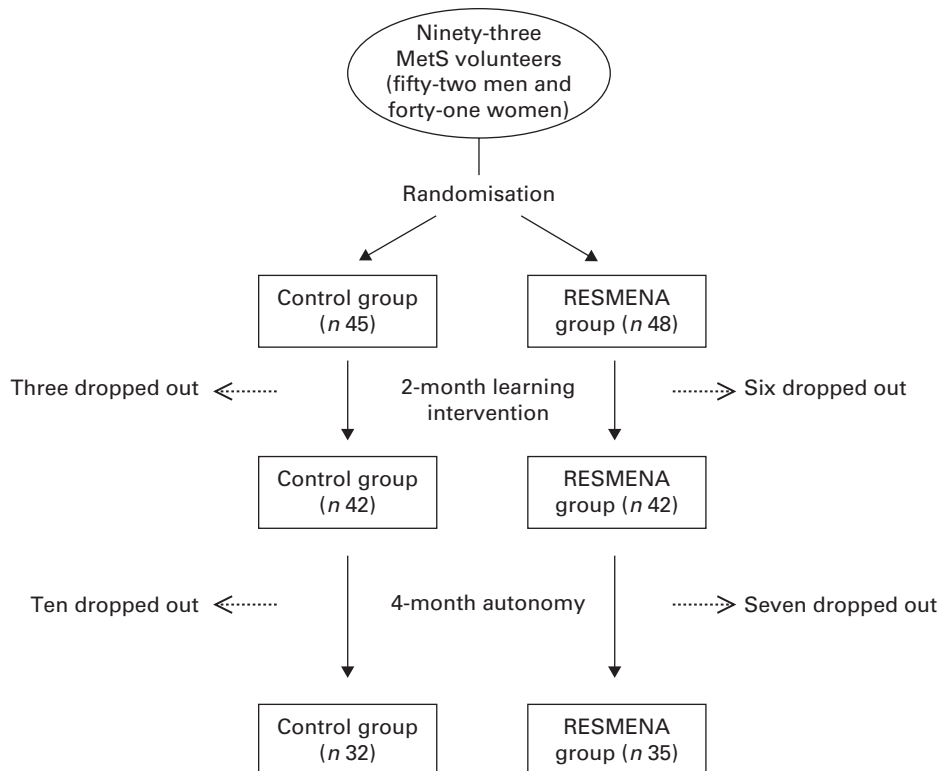 Ninety-three
MetS volunteers
(fifty-two men and
forty-one women)
Randomisation
Control group
(n 45)
RESMENA
group (n 48)
Three dropped out
2-month learning
intervention
Six dropped out
Control group
(n 42)
RESMENA
group (n 42)
Ten dropped out
4-month autonomy
Seven dropped out
Control group
(n 32)
RESMENA
group (n 35)